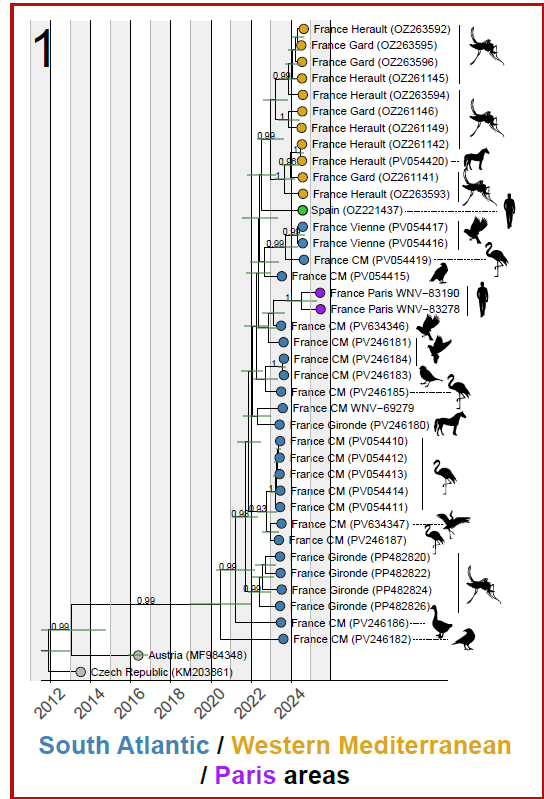 1
France Herault (OZ263592)
France Gard (OZ263595)
France Gard (OZ263596)
France Herault (OZ261145)
0.99
France Herault (OZ263594)
France Gard (OZ261146)
1
France Herault (OZ261149)
0.99
France Herault (OZ261142)
1
France Herault (PV054420)
0.96
France Gard (OZ261141)
1
France Herault (OZ263593)
Spain (OZ221437)
France Vienne (PV054417)
0.99
France Vienne (PV054416)
0.99
France CM (PV054419)
France CM (PV054415)
France Paris WNV-83190
1
France Paris WNV-83278
France CM (PV634346)
France CM (PV246181)
France CM (PV246184)
1
France CM (PV246183)
France CM (PV246185)
France CM WNV-69279
France Gironde (PV246180)
France CM (PV054410)
France CM (PV054412)
France CM (PV054413)
France CM (PV054414)
1
France CM (PV054411)
0.93
France CM (PV634347)
France CM (PV246187)
France Gironde (PP482820)
0.99
France Gironde (PP482822)
France Gironde (PP482824)
0.99
France Gironde (PP482826)
0.99
France CM (PV246186)
0.99
France CM (PV246182)
Austria (MF984348)
Czech Republic (KM203861)
2012 2014 2016 2018 2020 2022 2024
South Atlantic / Western Mediterranean
/ Paris areas